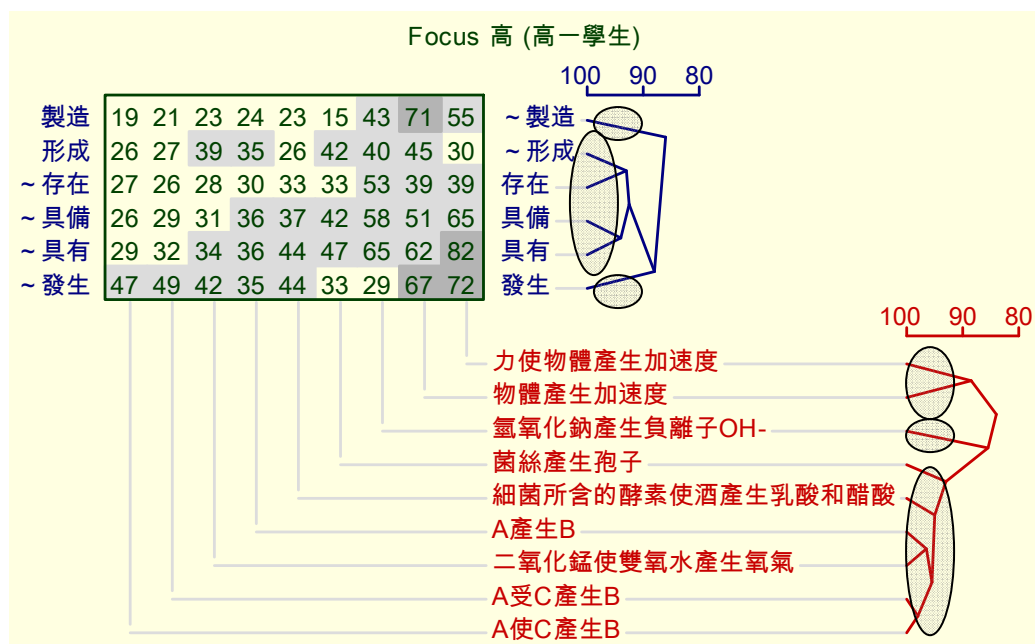 Focus 高 (高一學生)
100 90 80
製造 19 21 23 24 23 15 43 71 55 ~製造
形成 26 27 39 35 26 42 40 45 30 ~形成
~存在 27 26 28 30 33 33 53 39 39 存在
~具備 26 29 31 36 37 42 58 51 65 具備
~具有 29 32 34 36 44 47 65 62 82 具有
~發生 47 49 42 35 44 33 29 67 72 發生
100 90 80
力使物體產生加速度
物體產生加速度
氫氧化鈉產生負離子OH-
菌絲產生孢子
細菌所含的酵素使酒產生乳酸和醋酸
A產生B
二氧化錳使雙氧水產生氧氣
A受C產生B
A使C產生B